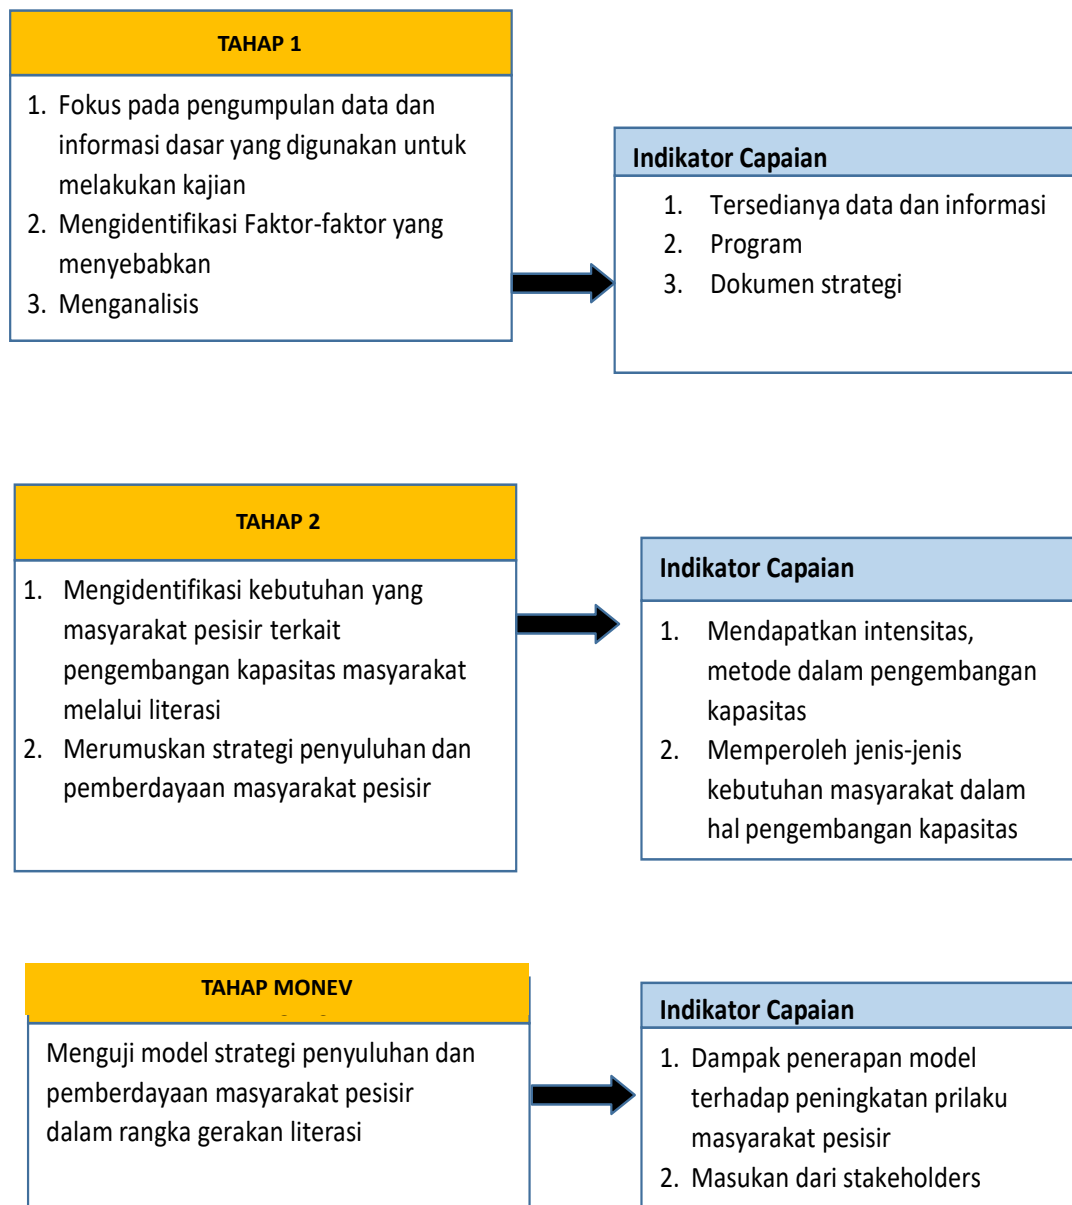 TAHAP 1
1. Fokus pada pengumpulan data dan
informasi dasar yang digunakan untuk
melakukan kajian
2. Mengidentifikasi Faktor-faktor yang
menyebabkan
3. Menganalisis
Indikator Capaian
1. Tersedianya data dan informasi
2. Program
3. Dokumen strategi
TAHAP 2
1. Mengidentifikasi kebutuhan yang
masyarakat pesisir terkait
pengembangan kapasitas masyarakat
melalui literasi
2. Merumuskan strategi penyuluhan dan
pemberdayaan masyarakat pesisir
Indikator Capaian
1. Mendapatkan intensitas,
metode dalam pengembangan
kapasitas
2. Memperoleh jenis-jenis
kebutuhan masyarakat dalam
hal pengembangan kapasitas
TAHAP MONEV
Menguji model strategi penyuluhan dan
pemberdayaan masyarakat pesisir
dalam rangka gerakan literasi
Indikator Capaian
1. Dampak penerapan model
terhadap peningkatan prilaku
masyarakat pesisir
2. Masukan dari stakeholders